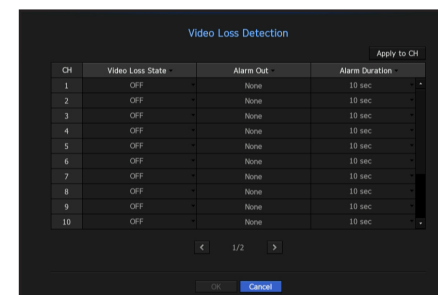 Video Loss Detection
Apply to CH
CH Video Loss State Alarm Out Alarm Duration
1 OFF None 10 sec
2 OFF None 10 sec
3 OFF None 10 sec
4 OFF None 10 sec
5 OFF None 10 sec
6 OFF None 10 sec
7 OFF None 10 sec
8 OFF None 10 sec
9 OFF None 10 sec
10 OFF None 10 sec
< 1/2 >
OK Cancel